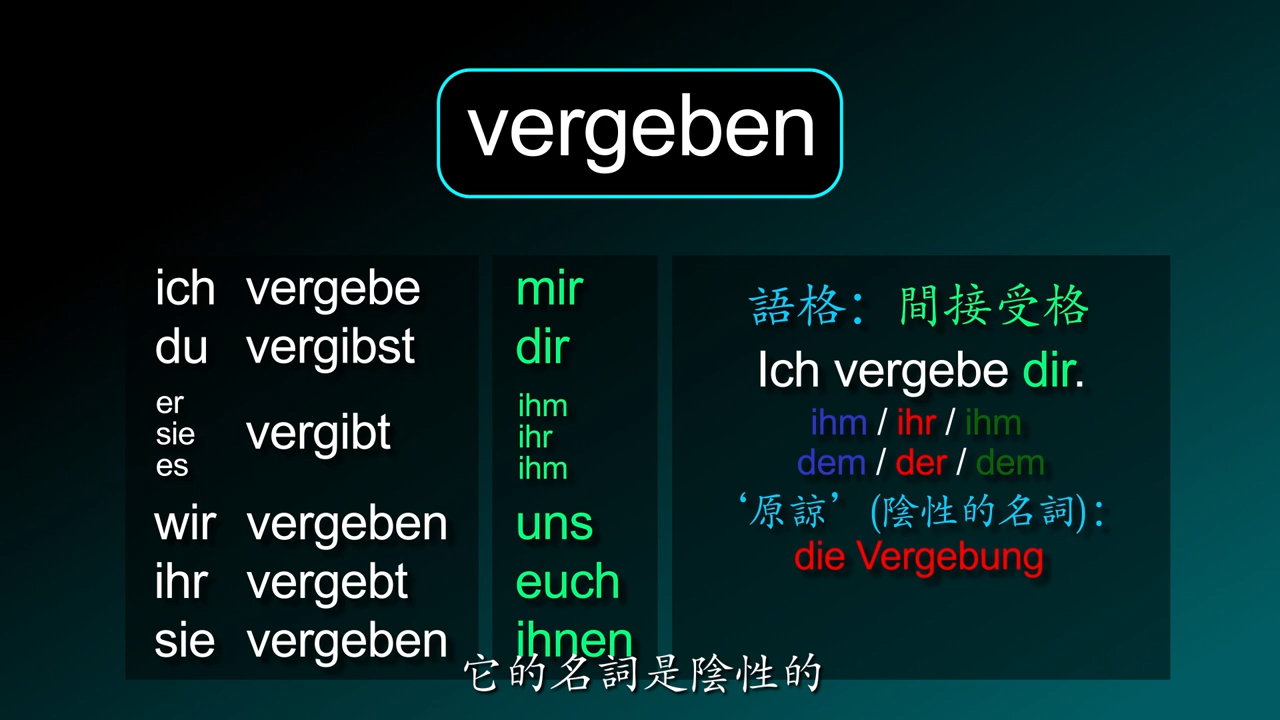 vergeben
ich vergebe
du vergibst
er
sie
es
vergibt
wir vergeben
ihr vergebt
sie vergeben
mir
dir
ihm
ihr
ihm
uns
euch
ihnen
語格：間接受格
Ich vergebe dir.
ihm / ihr / ihm
dem / der / dem
‘原諒’ (陰性的名詞)：
die Vergebung
它的名詞是陰性的